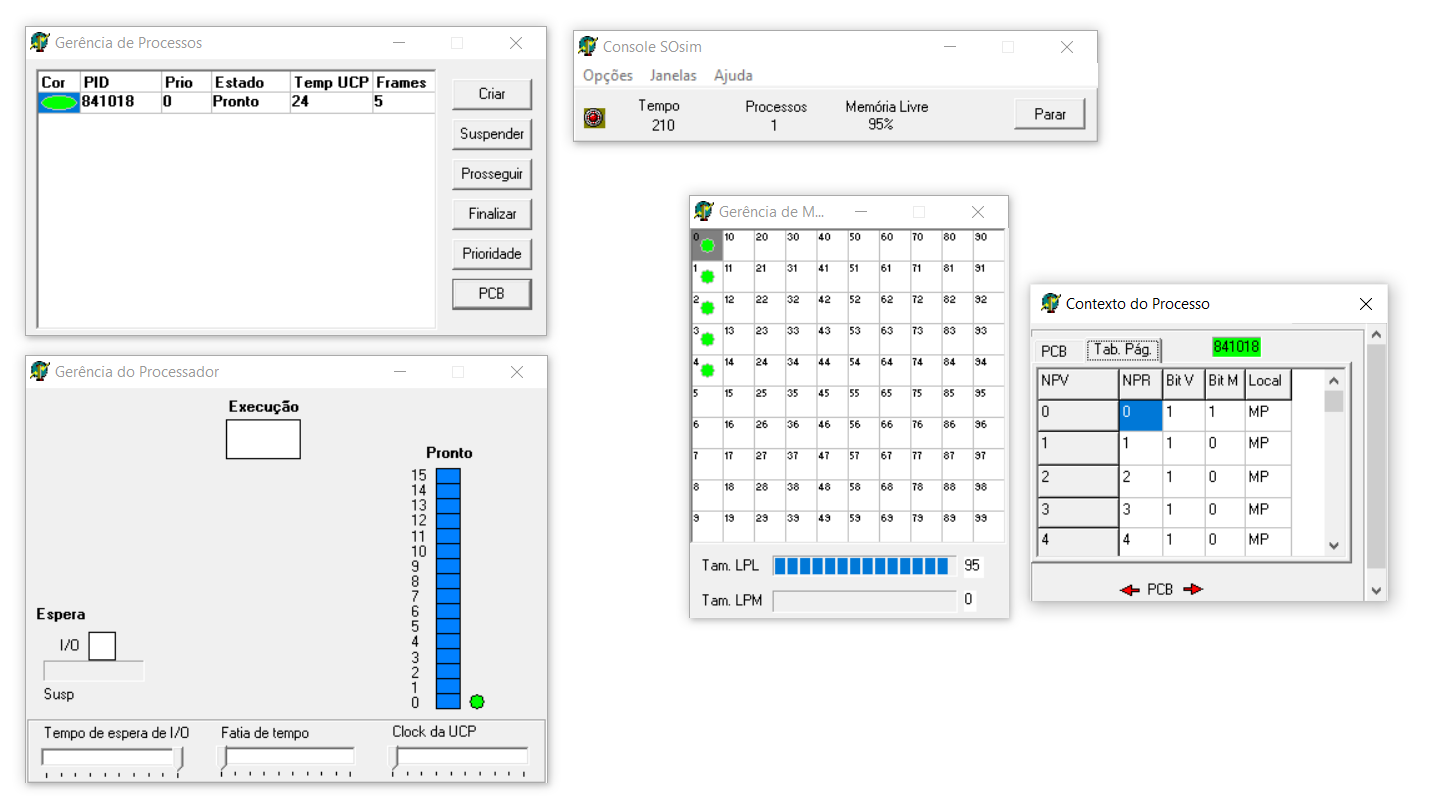 Gerência de Processos
Cor PID Prio Estado Temp UCP Frames
841018 0 Pronto 24 5
Criar
Suspender
Prosseguir
Finalizar
Prioridade
PCB
Console SOsim
Opções Janelas Ajuda
Tempo Processos Memória Livre
210 1 95%
Parar
Gerência de M...
0 10 20 30 40 50 60 70 80 90
1 11 21 31 41 51 61 71 81 91
2 12 22 32 42 52 62 72 82 92
3 13 23 33 43 53 63 73 83 93
4 14 24 34 44 54 64 74 84 94
5 15 25 35 45 55 65 75 85 95
6 16 26 36 46 56 66 76 86 96
7 17 27 37 47 57 67 77 87 97
8 18 28 38 48 58 68 78 88 98
9 19 29 39 49 59 69 79 89 99
Tam. LPL 95
Tam. LPM 0
Contexto do Processo
PCB Tab. Pág. 841018
NPV NPR Bit V Bit M Local
0 0 1 1 MP
1 1 1 0 MP
2 2 1 0 MP
3 3 1 0 MP
4 4 1 0 MP
PCB
Gerência do Processador
Execução
Pronto
15
14
13
12
11
10
9
8
7
6
5
4
3
2
1
0
Espera
I/O
Susp
Tempo de espera de I/O Fatia de tempo Clock da UCP